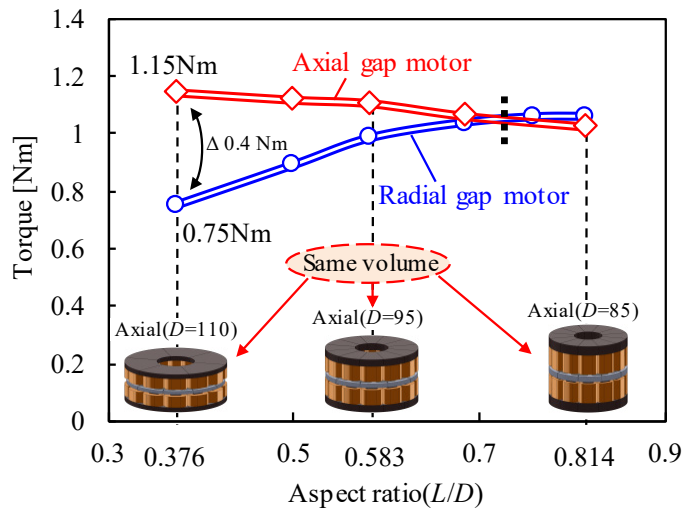 1.4
1.2
1
0.8
0.6
0.4
0.2
0
Torque [Nm]
1.15Nm
Axial gap motor
Δ 0.4 Nm
0.75Nm
Radial gap motor
Same volume
Axial(D=110)
Axial(D=95)
Axial(D=85)
0.3
0.376
0.5
0.583
0.7
0.814
0.9
Aspect ratio(L/D)